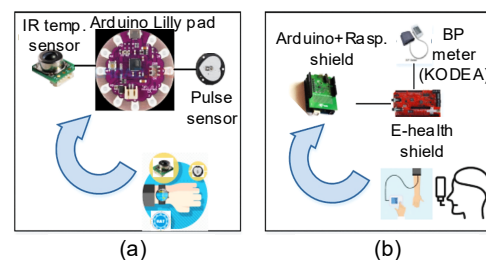 IR temp.
sensor
Arduino Lilly pad
Pulse
sensor
(a)
Arduino+Rasp.
shield
BP
meter
(KODEA)
E-health
shield
(b)